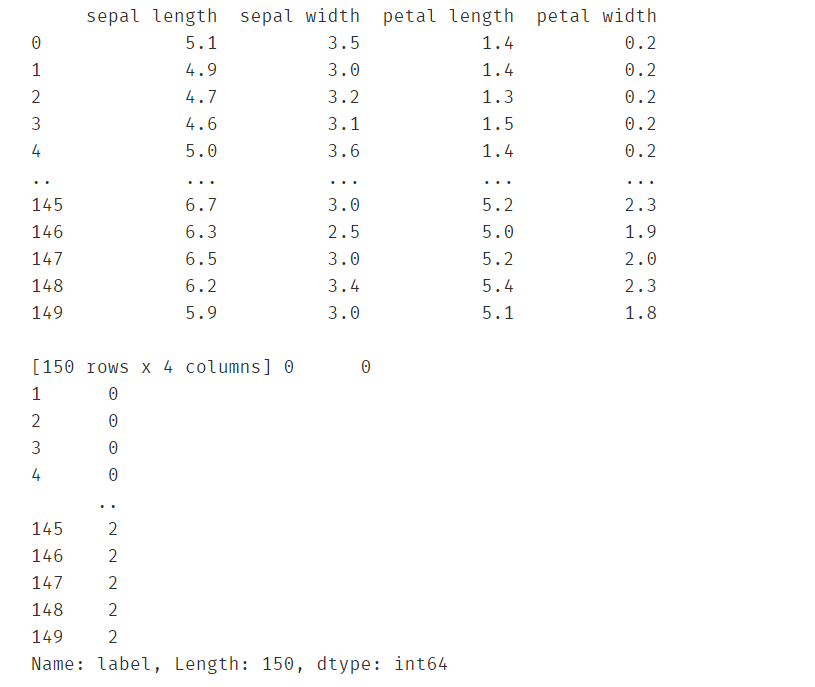 sepal length  sepal width  petal length  petal width
0             5.1          3.5           1.4          0.2
1             4.9          3.0           1.4          0.2
2             4.7          3.2           1.3          0.2
3             4.6          3.1           1.5          0.2
4             5.0          3.6           1.4          0.2
..            ...          ...           ...          ...
145           6.7          3.0           5.2          2.3
146           6.3          2.5           5.0          1.9
147           6.5          3.0           5.2          2.0
148           6.2          3.4           5.4          2.3
149           5.9          3.0           5.1          1.8

[150 rows x 4 columns] 0      0
1      0
2      0
3      0
4      0
      ..
145    2
146    2
147    2
148    2
149    2
Name: label, Length: 150, dtype: int64